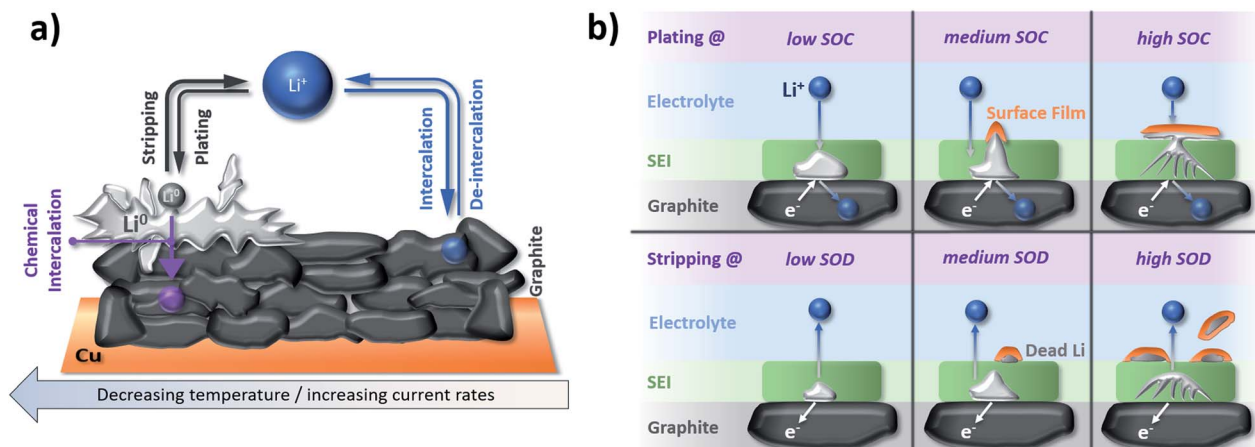 a)
Li⁺
Stripping
Plating
Intercalation
De-intercalation
Li⁰
Li⁰
Chemical
Intercalation
Graphite
Cu
Decreasing temperature / increasing current rates
b)
Plating @
low SOC
medium SOC
high SOC
Electrolyte
Li⁺
Surface Film
SEI
Graphite
e⁻
e⁻
e⁻
Stripping @
low SOD
medium SOD
high SOD
Electrolyte
Dead Li
SEI
Graphite
e⁻
e⁻
e⁻